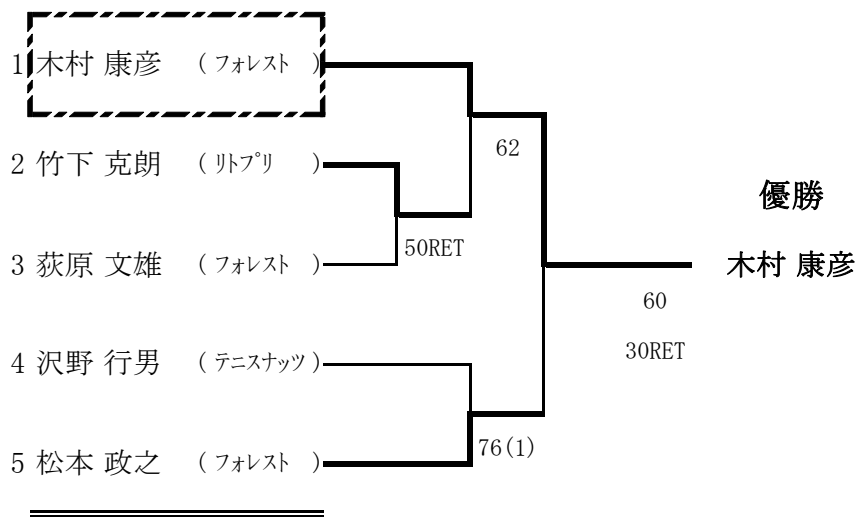 1 木村 康彦 ( フォレスト )
62
2 竹下 克朗 ( リトプリ )
優勝
50RET
3 荻原 文雄 ( フォレスト )
木村 康彦
60
30RET
4 沢野 行男 ( テニスナッツ )
76(1)
5 松本 政之 ( フォレスト )